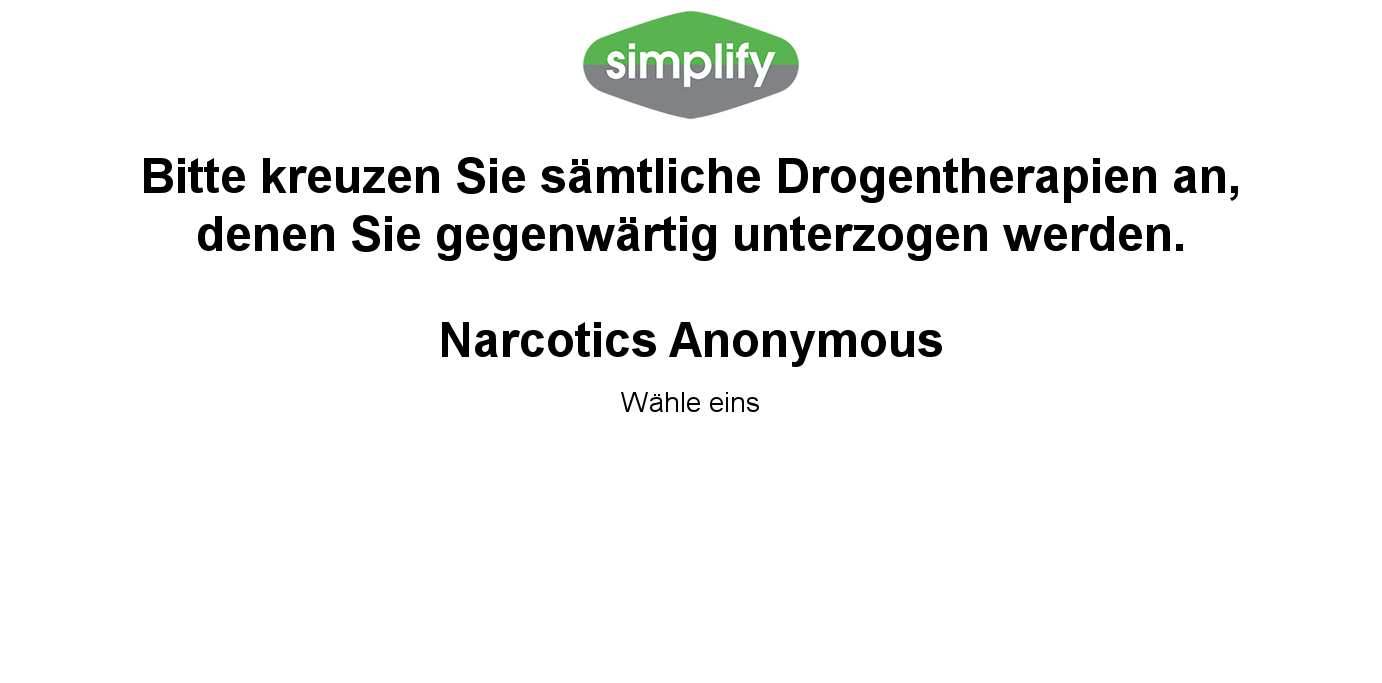 simplify
Bitte kreuzen Sie sämtliche Drogentherapien an,
denen Sie gegenwärtig unterzogen werden.
Narcotics Anonymous
Wähle eins